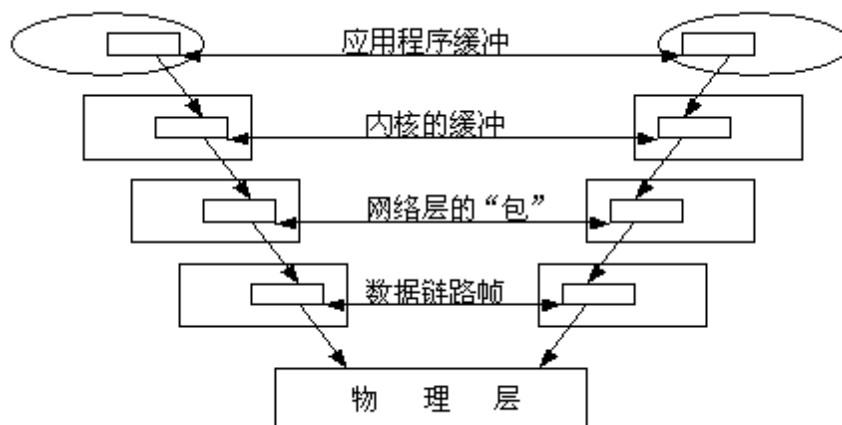 应用程序缓冲
内核的缓冲
网络层的“包”
数据链路帧
物 理 层